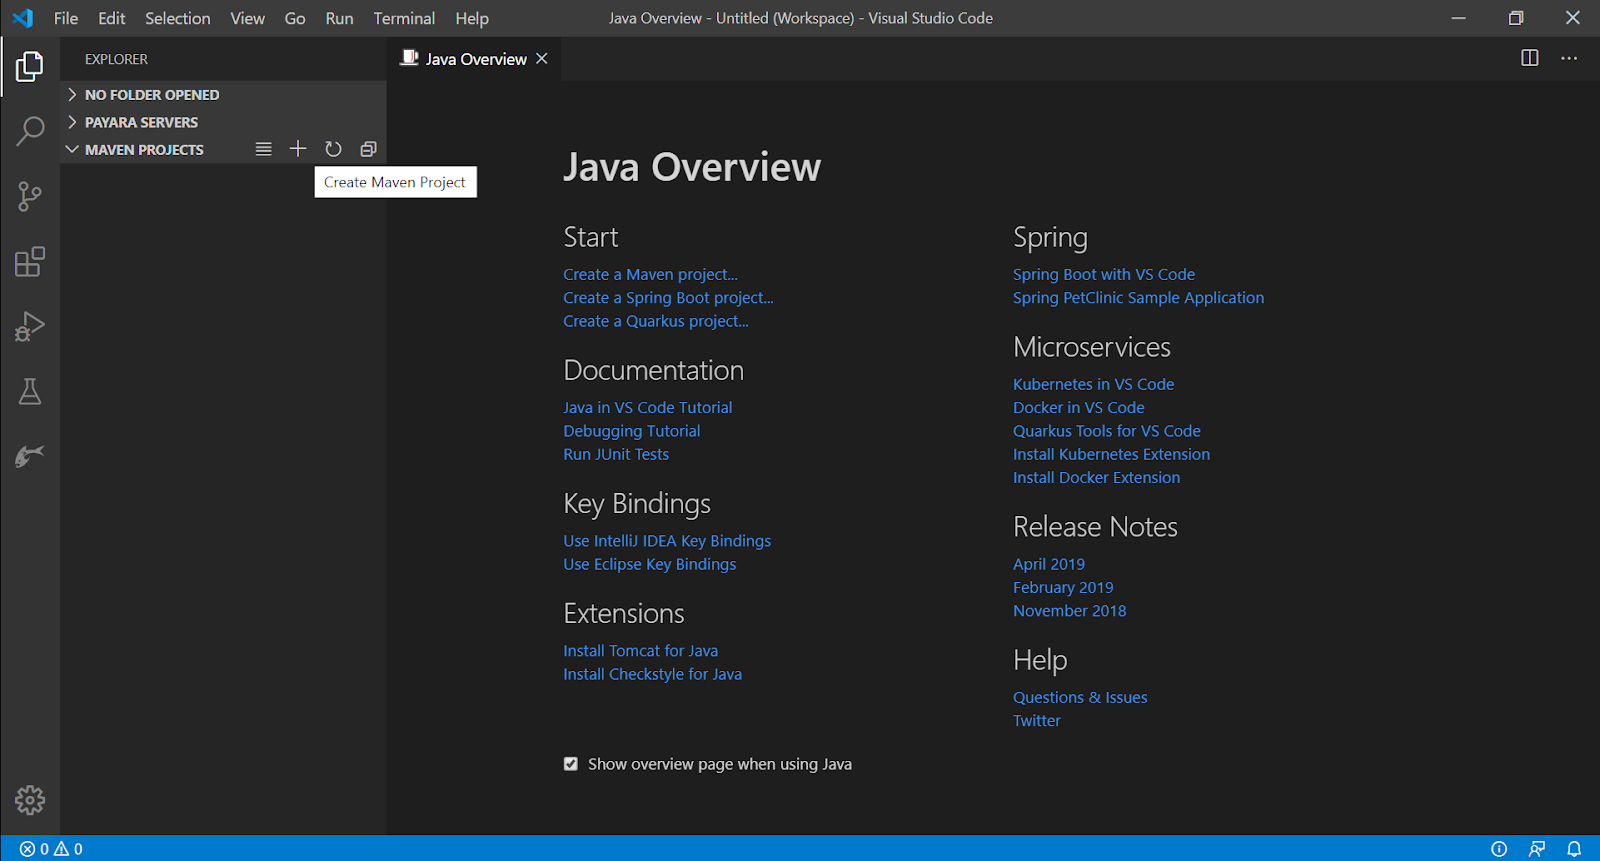 File Edit Selection View Go Run Terminal Help
Java Overview - Untitled (Workspace) - Visual Studio Code
EXPLORER
NO FOLDER OPENED
PAYARA SERVERS
MAVEN PROJECTS
Create Maven Project
Java Overview
Java Overview
Start
Create a Maven project...
Create a Spring Boot project...
Create a Quarkus project...
Documentation
Java in VS Code Tutorial
Debugging Tutorial
Run JUnit Tests
Key Bindings
Use IntelliJ IDEA Key Bindings
Use Eclipse Key Bindings
Extensions
Install Tomcat for Java
Install Checkstyle for Java
Spring
Spring Boot with VS Code
Spring PetClinic Sample Application
Microservices
Kubernetes in VS Code
Docker in VS Code
Quarkus Tools for VS Code
Install Kubernetes Extension
Install Docker Extension
Release Notes
April 2019
February 2019
November 2018
Help
Questions & Issues
Twitter
Show overview page when using Java
0 0